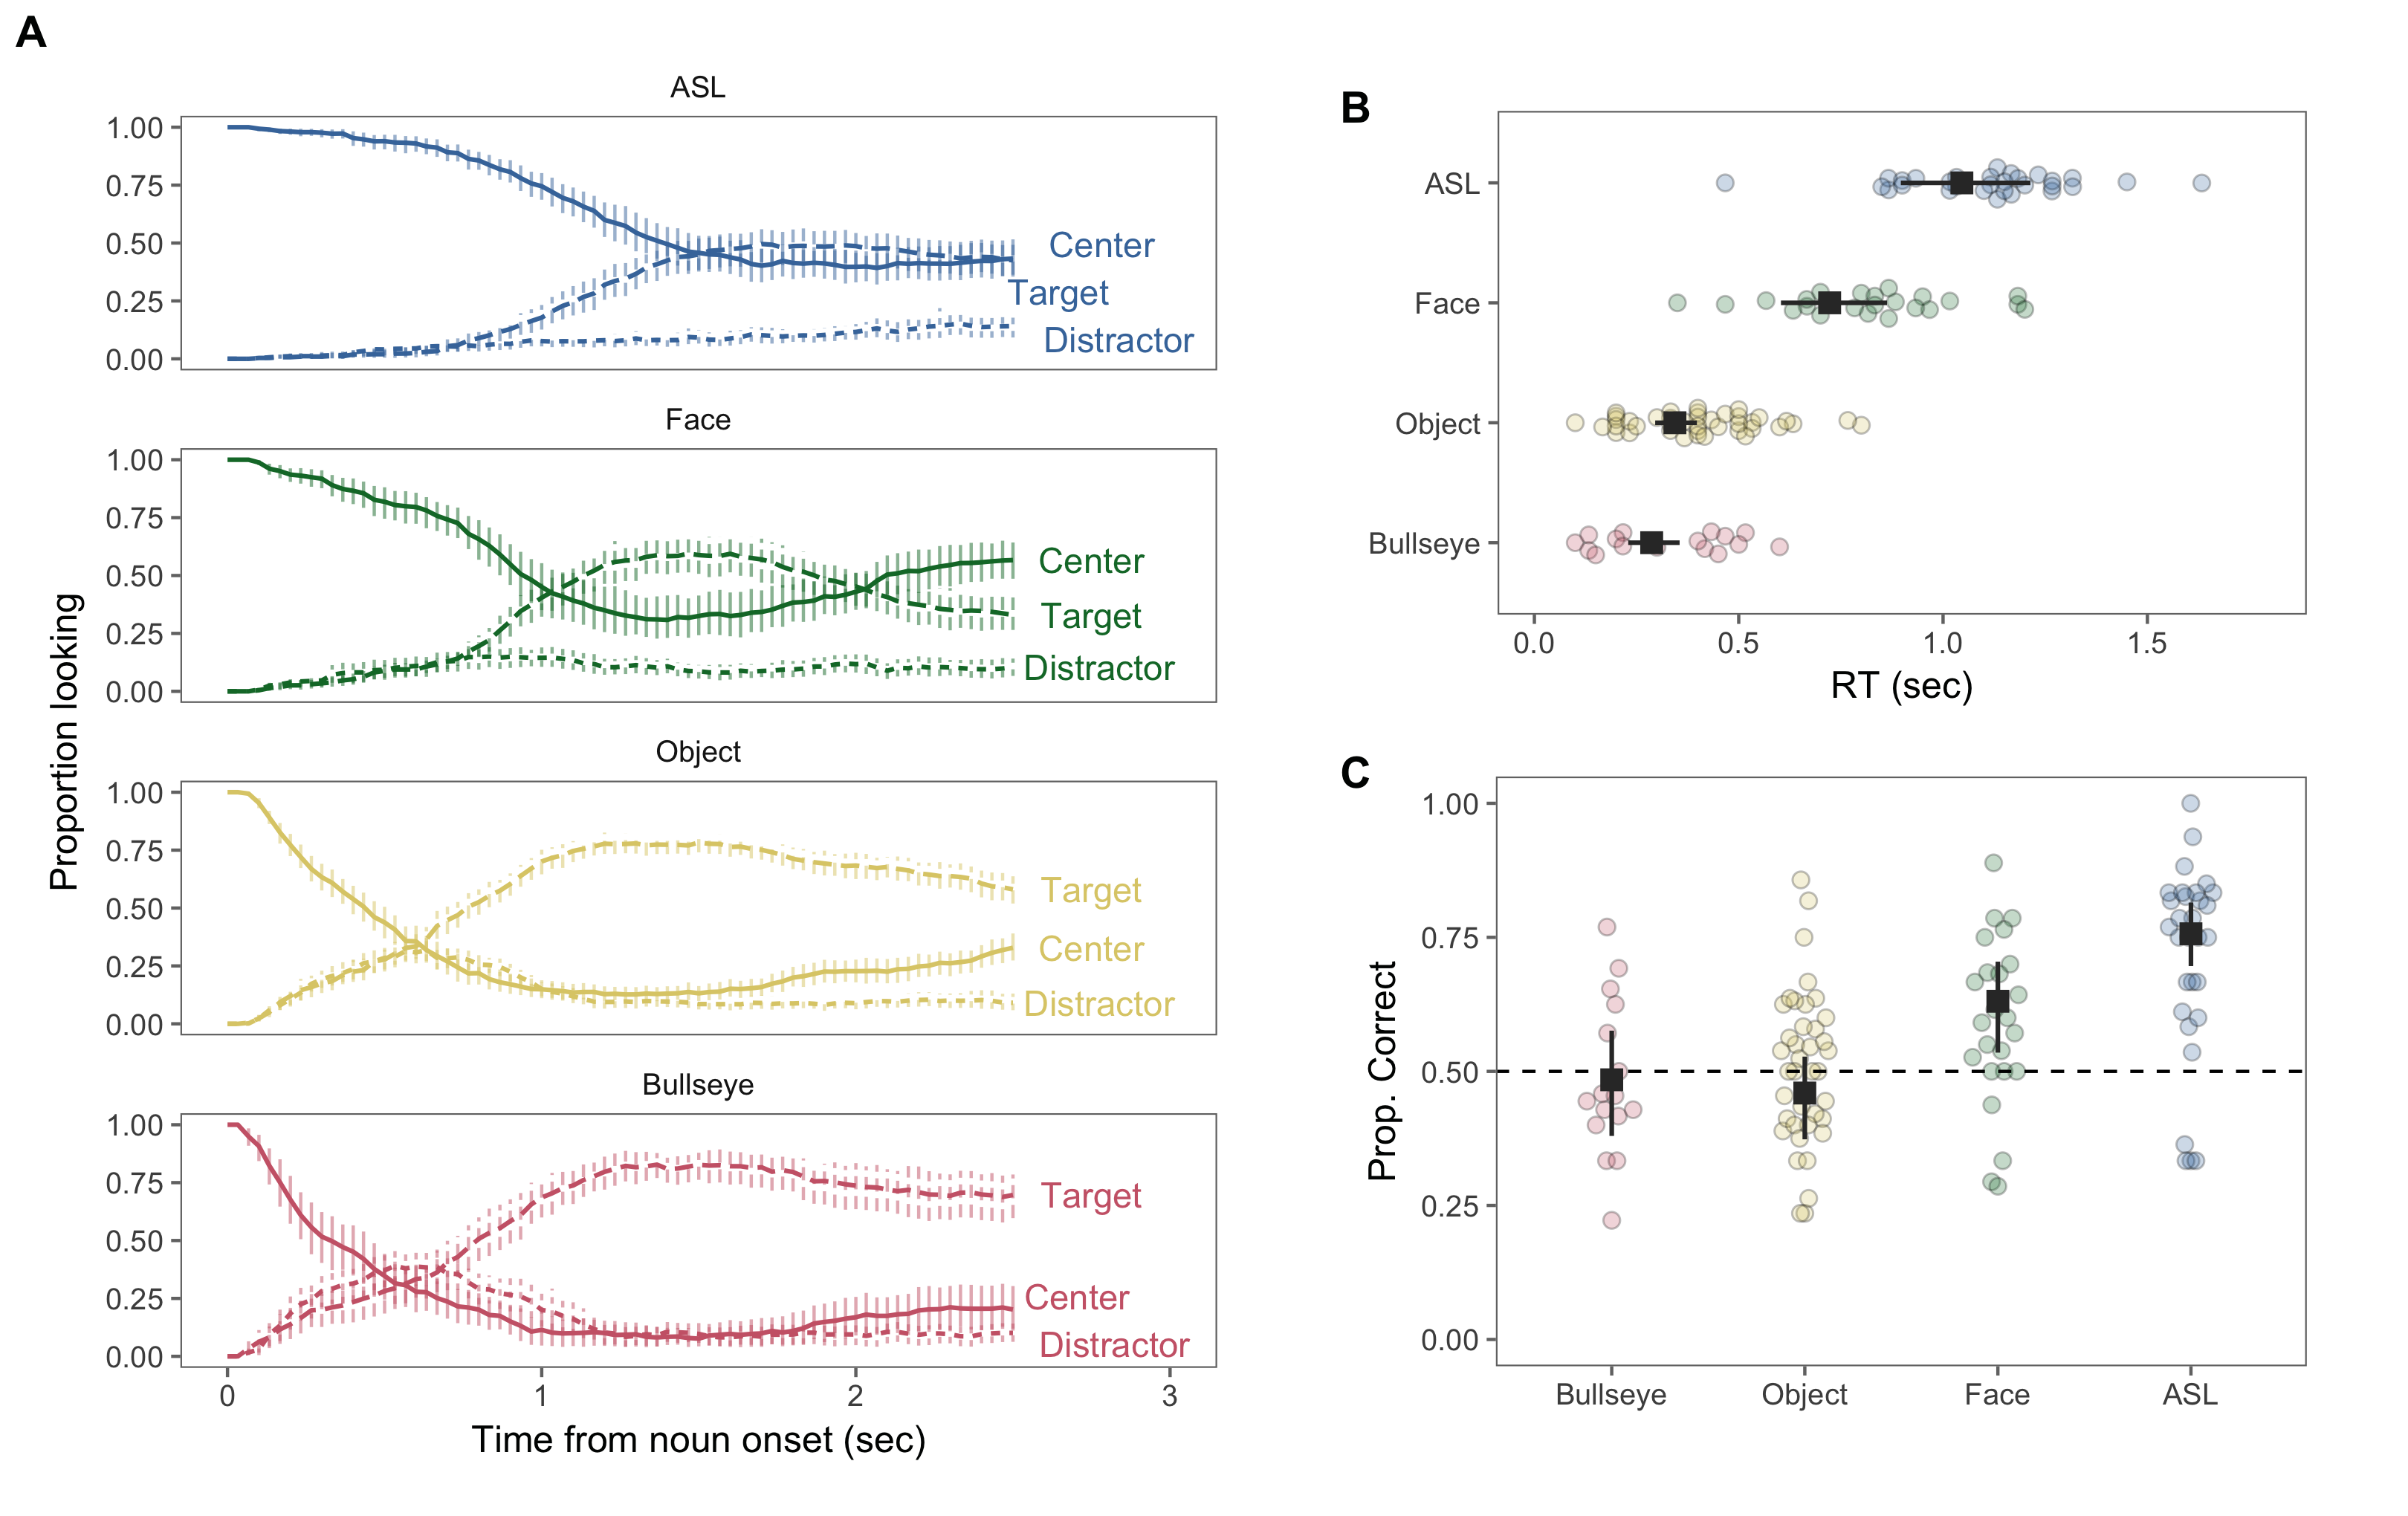 A
ASL
1.00
0.75
0.50
0.25
0.00
Center
Target
Distractor
Face
1.00
0.75
0.50
0.25
0.00
Center
Target
Distractor
Object
1.00
0.75
0.50
0.25
0.00
Target
Center
Distractor
Bullseye
1.00
0.75
0.50
0.25
0.00
Target
Center
Distractor
0 1 2 3
Time from noun onset (sec)
Proportion looking
B
ASL
Face
Object
Bullseye
0.0 0.5 1.0 1.5
RT (sec)
C
1.00
0.75
0.50
0.25
0.00
Prop. Correct
Bullseye Object Face ASL